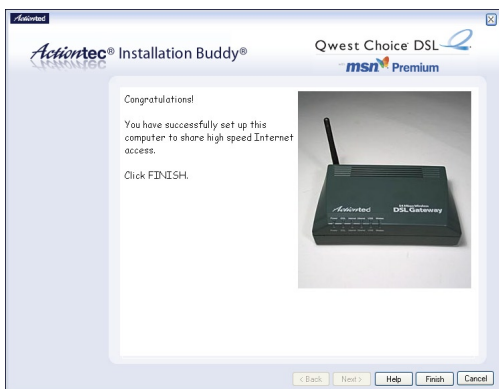 Actiontec
Actiontec® Installation Buddy®
Qwest Choice DSL
msn Premium
Congratulations!
You have successfully set up this
computer to share high speed Internet
access.
Click FINISH.
Actiontec
DSL Gateway
< Back Next > Help Finish Cancel